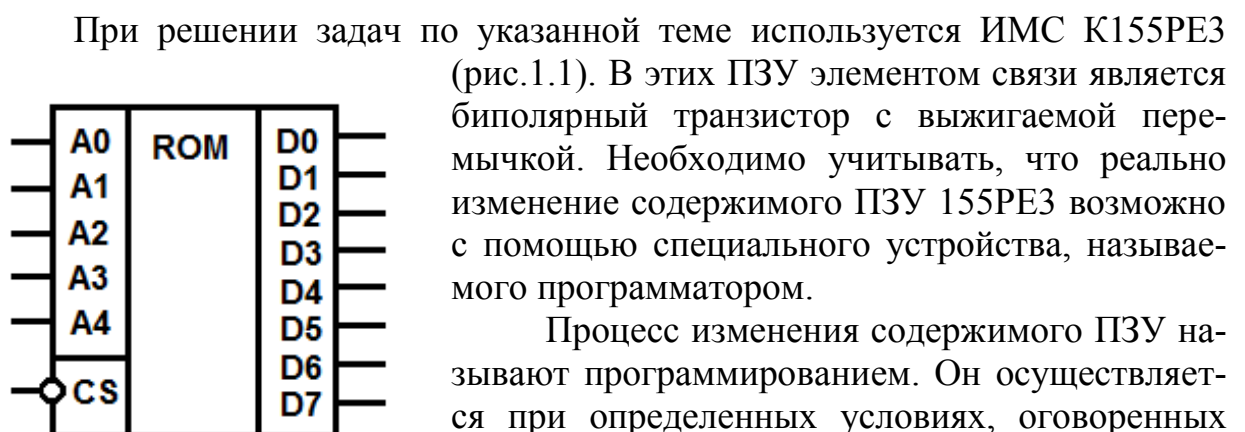 При решении задач по указанной теме используется ИМС К155РЕ3
(рис.1.1). В этих ПЗУ элементом связи является
биполярный транзистор с выжигаемой пере-
мычкой. Необходимо учитывать, что реально
изменение содержимого ПЗУ 155РЕ3 возможно
с помощью специального устройства, называе-
мого программатором.
Процесс изменения содержимого ПЗУ на-
зывают программированием. Он осуществляет-
ся при определенных условиях, оговоренных
A0 ROM D0
A1 D1
A2 D2
A3 D3
A4 D4
D5
D6
CS D7